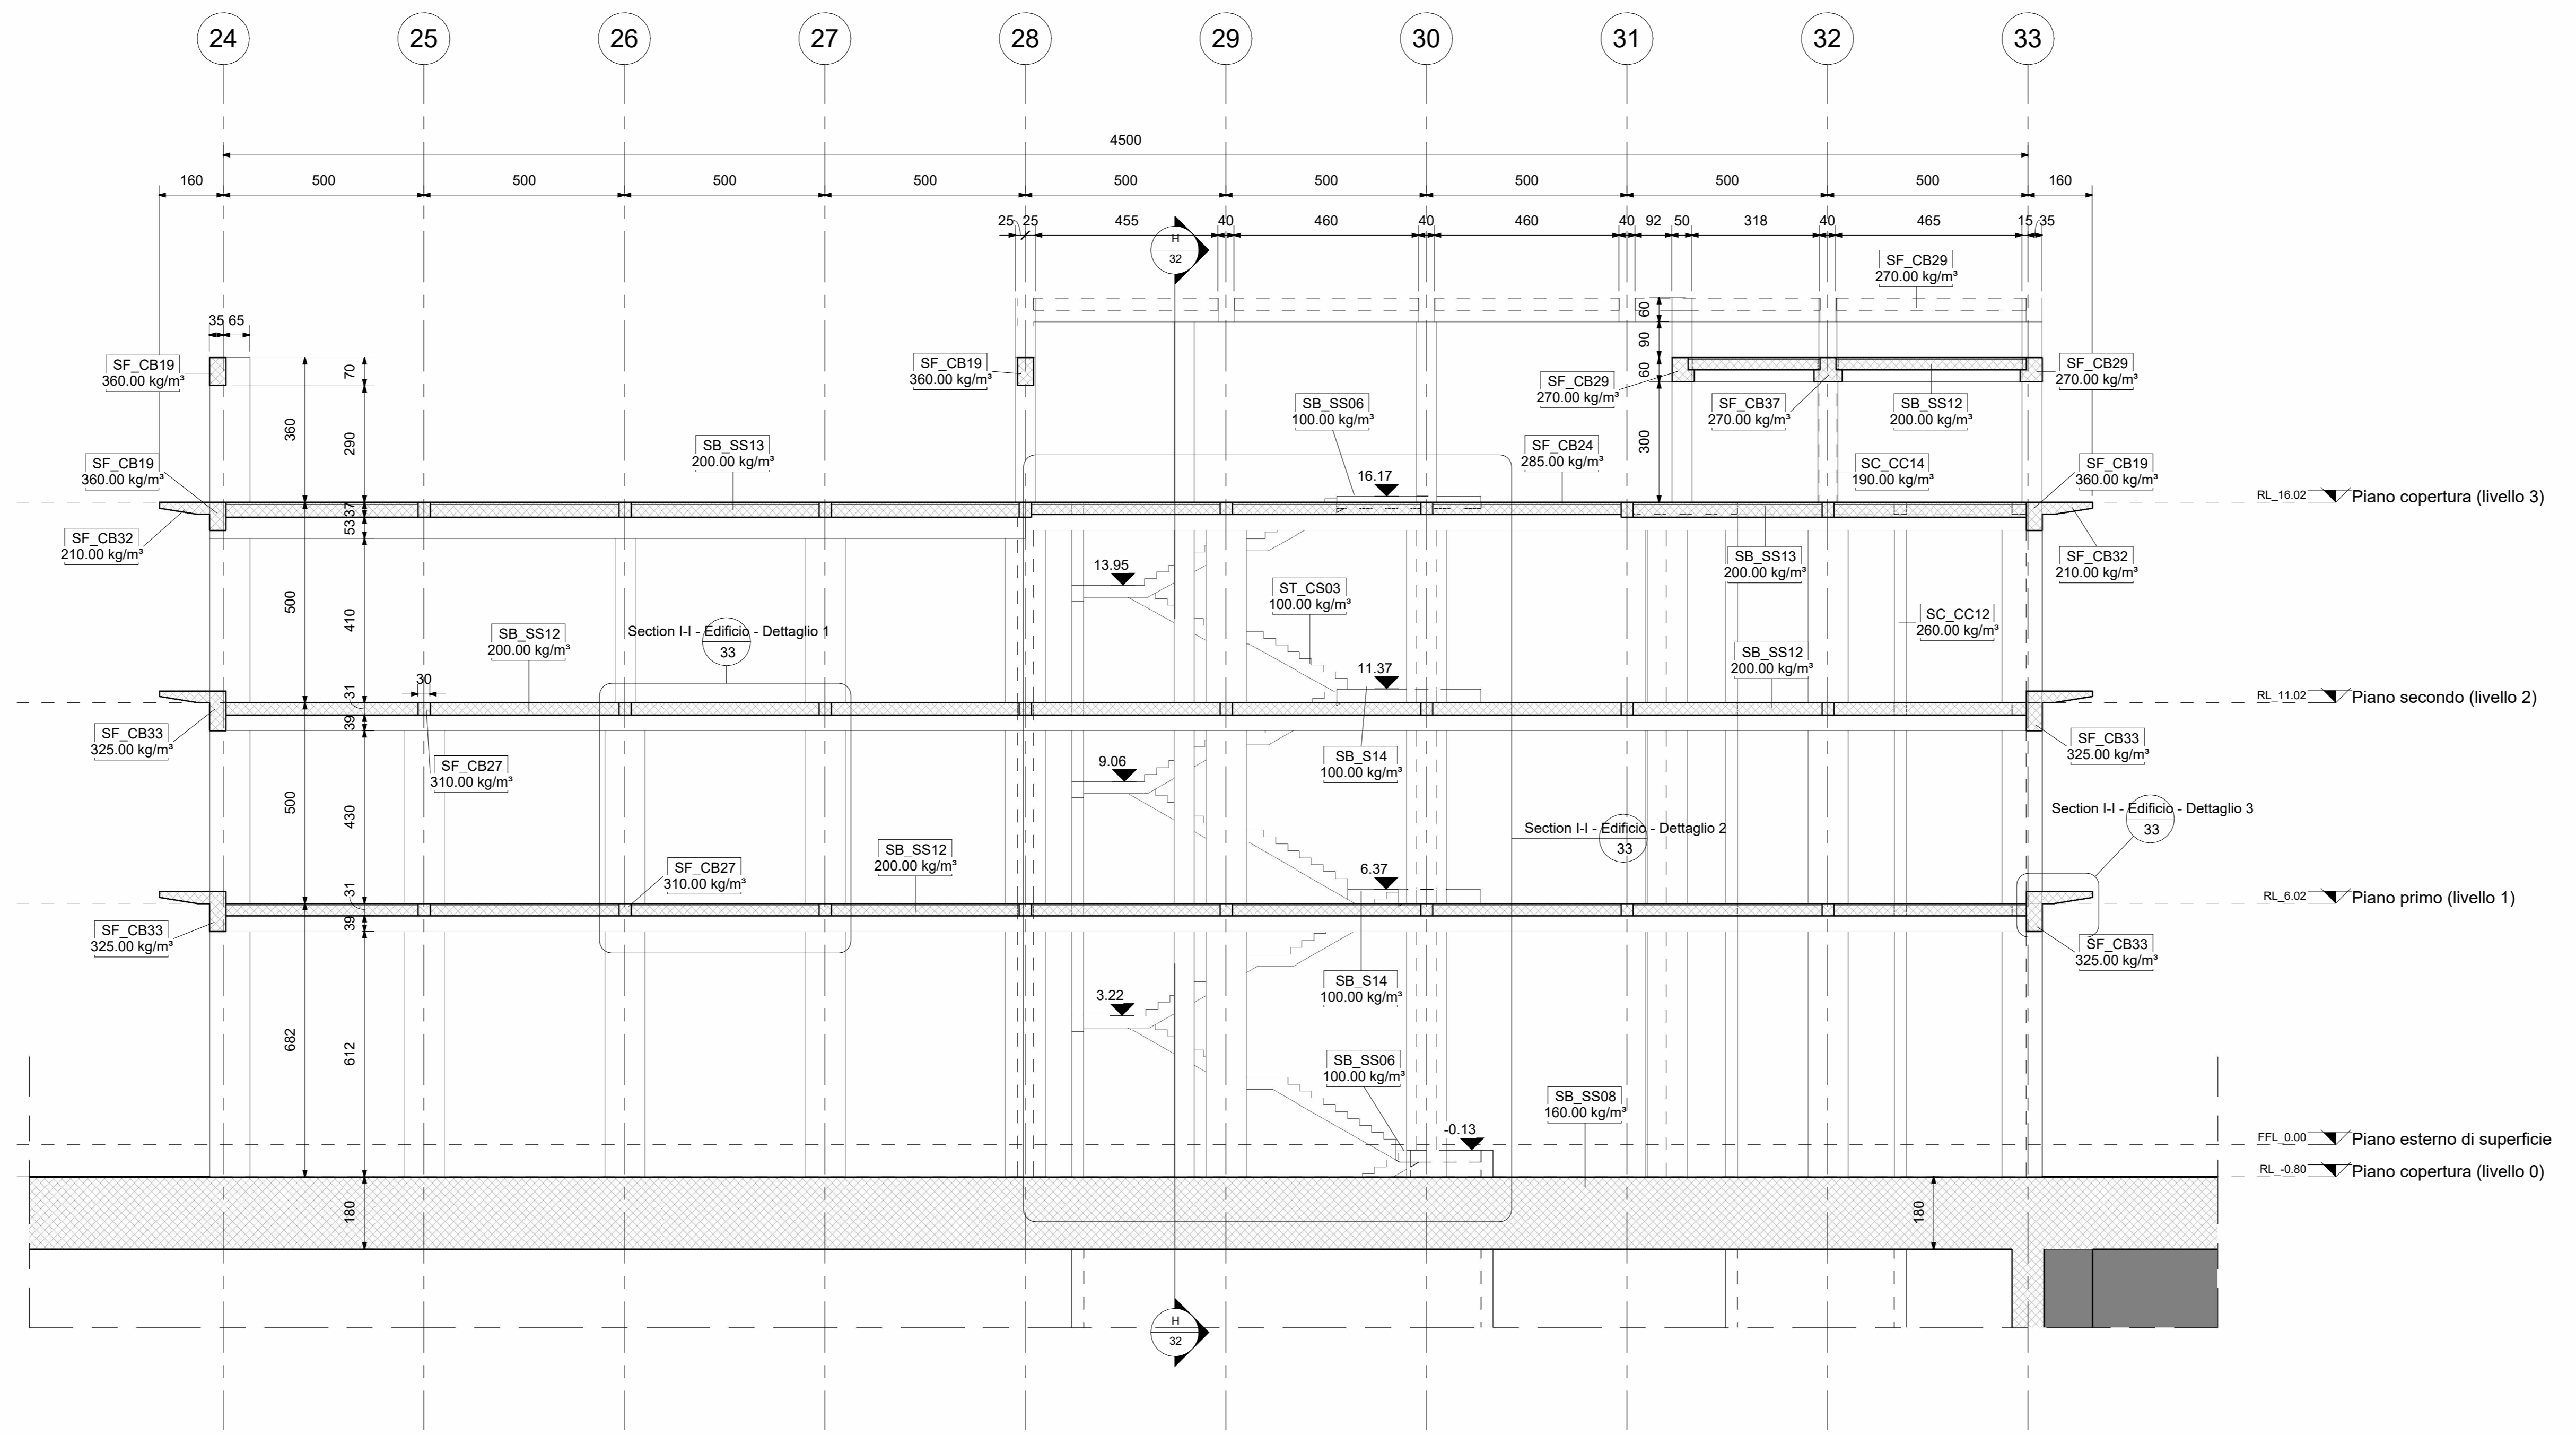 24
25
26
27
28
29
30
31
32
33
4500
160
500
500
500
500
500
500
500
500
500
160
25
25
455
40
460
40
460
40
92
50
318
40
465
15
35
H
32
SF_CB29
270.00 kg/m³
60
90
60
300
35
65
SF_CB19
360.00 kg/m³
70
360
290
SF_CB19
360.00 kg/m³
SF_CB29
270.00 kg/m³
SF_CB29
270.00 kg/m³
SB_SS06
100.00 kg/m³
SF_CB37
270.00 kg/m³
SB_SS12
200.00 kg/m³
SF_CB19
360.00 kg/m³
SB_SS13
200.00 kg/m³
SF_CB24
285.00 kg/m³
SC_CC14
190.00 kg/m³
SF_CB19
360.00 kg/m³
16.17
RL_16.02
Piano copertura (livello 3)
37
53
SF_CB32
210.00 kg/m³
SB_SS13
200.00 kg/m³
SF_CB32
210.00 kg/m³
13.95
ST_CS03
100.00 kg/m³
500
410
SC_CC12
260.00 kg/m³
SB_SS12
200.00 kg/m³
Section I-I - Edificio - Dettaglio 1
33
SB_SS12
200.00 kg/m³
11.37
30
31
39
RL_11.02
Piano secondo (livello 2)
SF_CB33
325.00 kg/m³
SF_CB27
310.00 kg/m³
SB_S14
100.00 kg/m³
SF_CB33
325.00 kg/m³
9.06
500
430
Section I-I - Edificio - Dettaglio 2
33
Section I-I - Edificio - Dettaglio 3
33
SF_CB27
310.00 kg/m³
SB_SS12
200.00 kg/m³
6.37
31
39
RL_6.02
Piano primo (livello 1)
SF_CB33
325.00 kg/m³
SF_CB33
325.00 kg/m³
SB_S14
100.00 kg/m³
3.22
682
612
SB_SS06
100.00 kg/m³
SB_SS08
160.00 kg/m³
-0.13
FFL_0.00
Piano esterno di superficie
RL_-0.80
Piano copertura (livello 0)
180
180
H
32